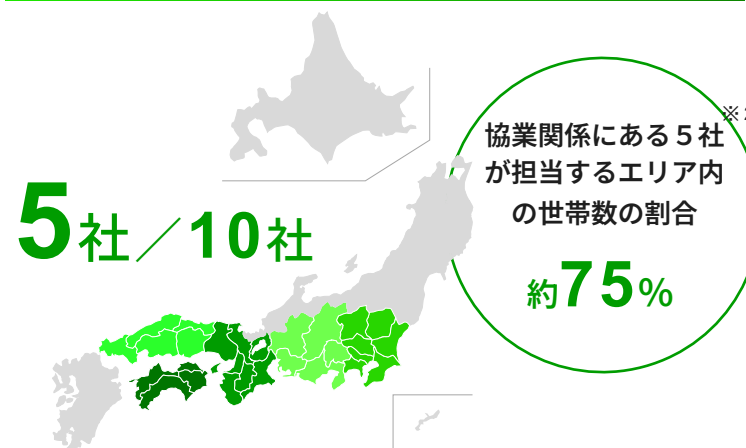 5社／10社
※2
協業関係にある５社
が担当するエリア内
の世帯数の割合
約75%